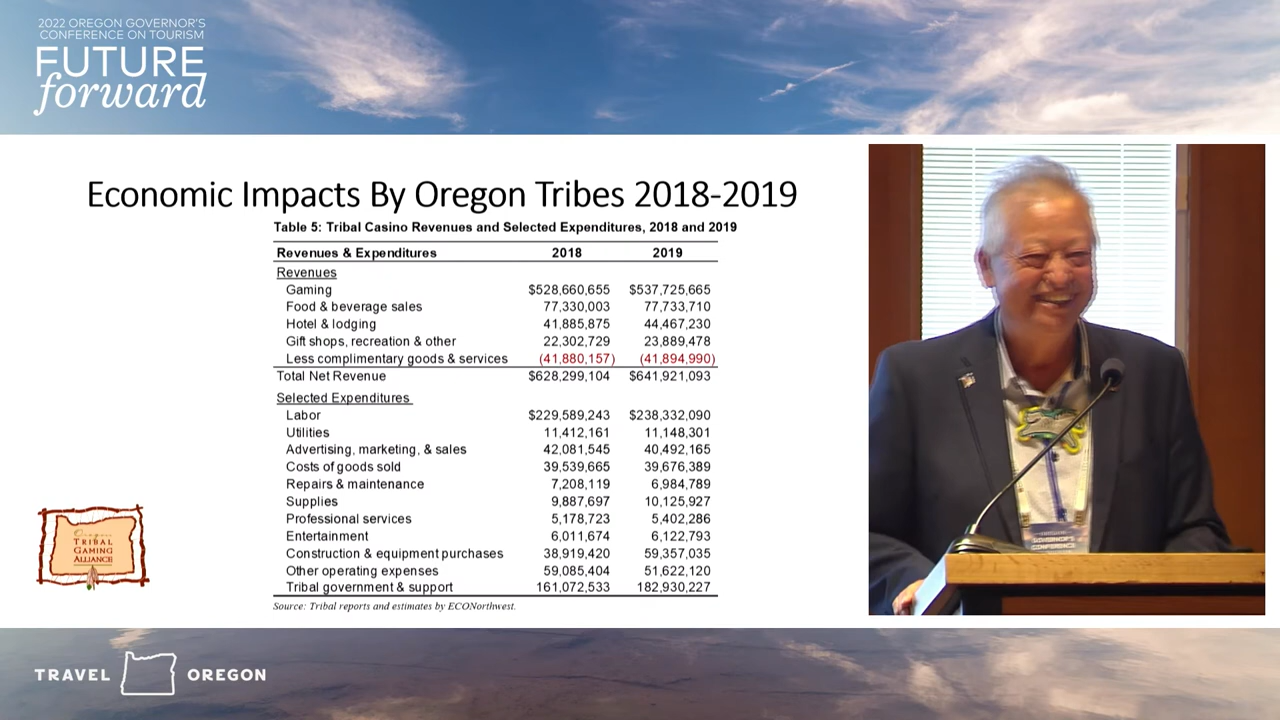 2022 OREGON GOVERNOR'S
CONFERENCE ON TOURISM
FUTURE
forward
Economic Impacts By Oregon Tribes 2018-2019
Table 5: Tribal Casino Revenues and Selected Expenditures, 2018 and 2019
Revenues & Expenditures 2018 2019
Revenues
Gaming $528,660,655 $537,725,665
Food & beverage sales 77,330,003 77,733,710
Hotel & lodging 41,885,875 44,467,230
Gift shops, recreation & other 22,302,729 23,889,478
Less complimentary goods & services (41,880,157) (41,894,990)
Total Net Revenue $628,299,104 $641,921,093
Selected Expenditures
Labor $229,589,243 $238,332,090
Utilities 11,412,161 11,148,301
Advertising, marketing, & sales 42,081,545 40,492,165
Costs of goods sold 39,539,665 39,676,389
Repairs & maintenance 7,208,119 6,984,789
Supplies 9,887,697 10,125,927
Professional services 5,178,723 5,402,286
Entertainment 6,011,674 6,122,793
Construction & equipment purchases 38,919,420 59,357,035
Other operating expenses 59,085,404 51,622,120
Tribal government & support 161,072,533 182,930,227
Source: Tribal reports and estimates by ECONorthwest.
Oregon
TRIBAL
GAMING
ALLIANCE
OREGON
GOVERNOR'S
CONFERENCE
TRAVEL OREGON